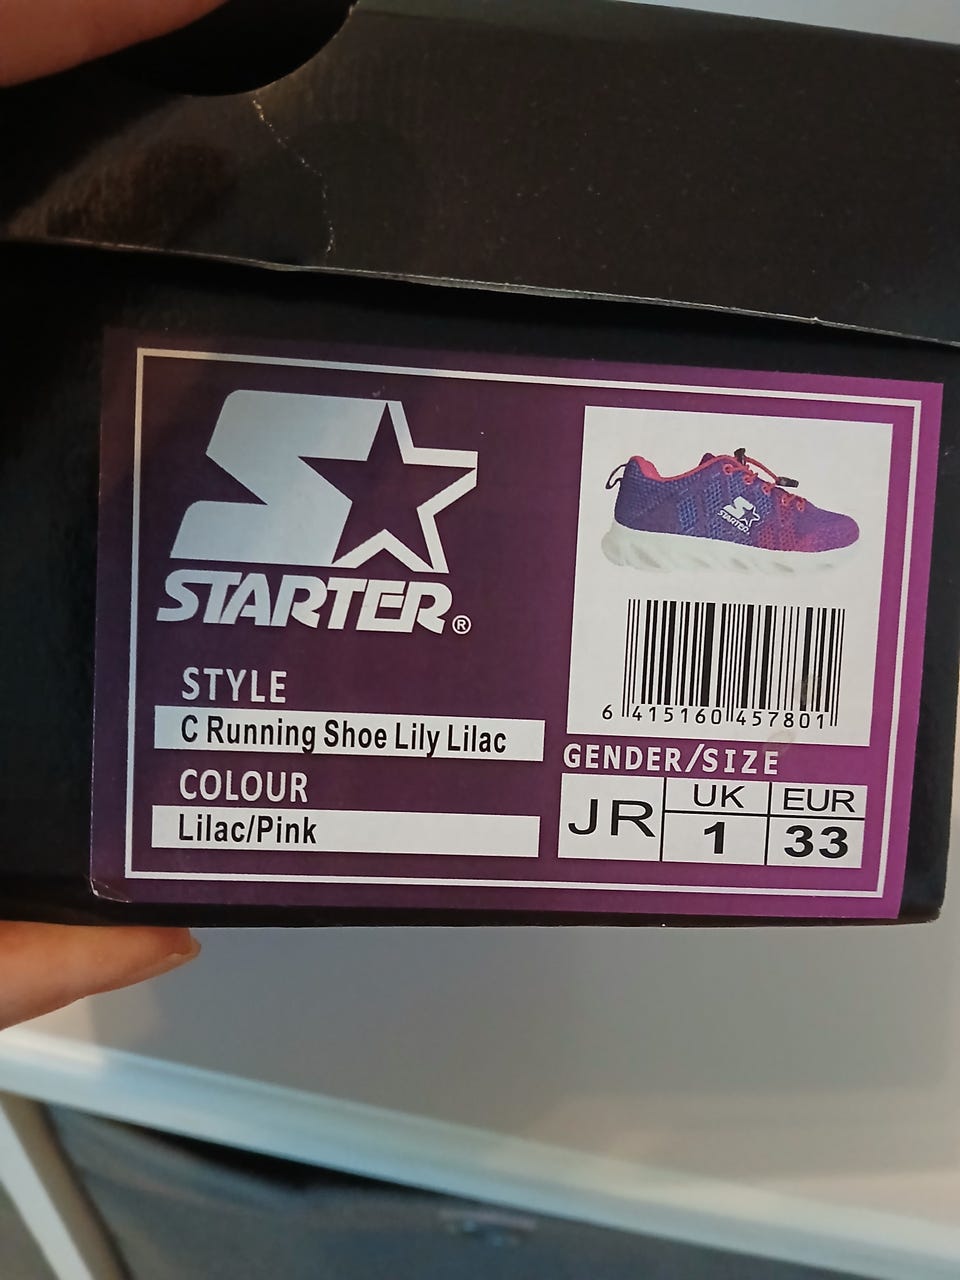 STARTER®
STYLE
C Running Shoe Lily Lilac
COLOUR
Lilac/Pink
STARTER
6 415160 457801
GENDER/SIZE
JR UK EUR
1 33